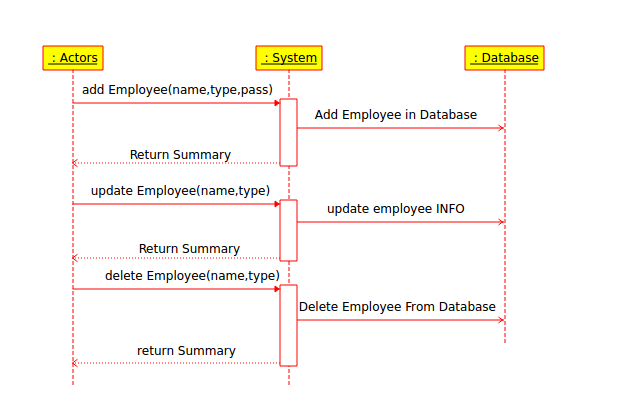 : Actors
: System
: Database
add Employee(name,type,pass)
Add Employee in Database
Return Summary
update Employee(name,type)
update employee INFO
Return Summary
delete Employee(name,type)
Delete Employee From Database
return Summary